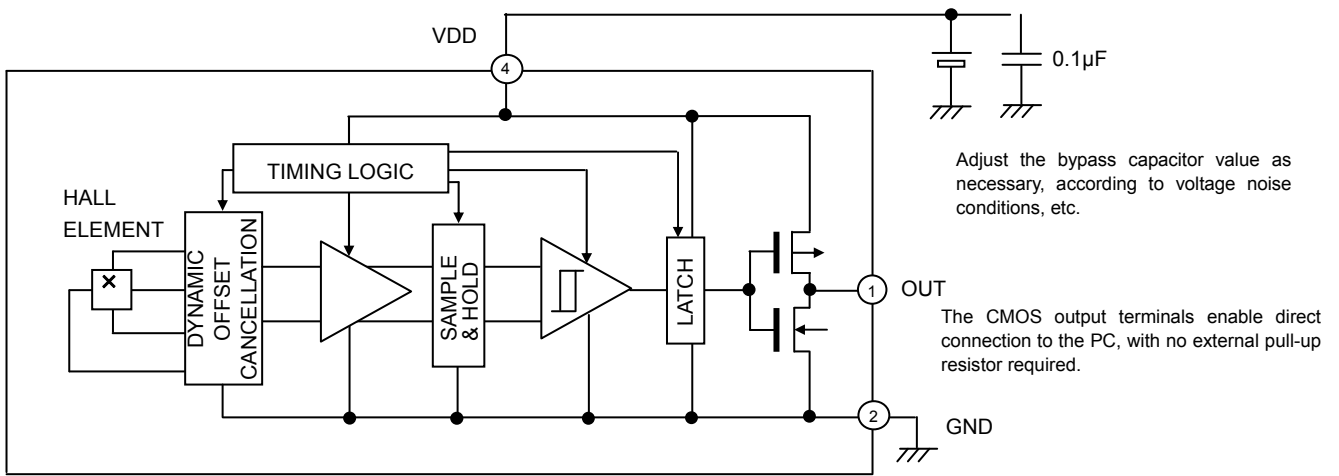 VDD
4
0.1µF
TIMING LOGIC
HALL
ELEMENT
DYNAMIC
OFFSET
CANCELLATION
×
SAMPLE
& HOLD
LATCH
1
OUT
2
GND
Adjust the bypass capacitor value as
necessary, according to voltage noise
conditions, etc.
The CMOS output terminals enable direct
connection to the PC, with no external pull-up
resistor required.